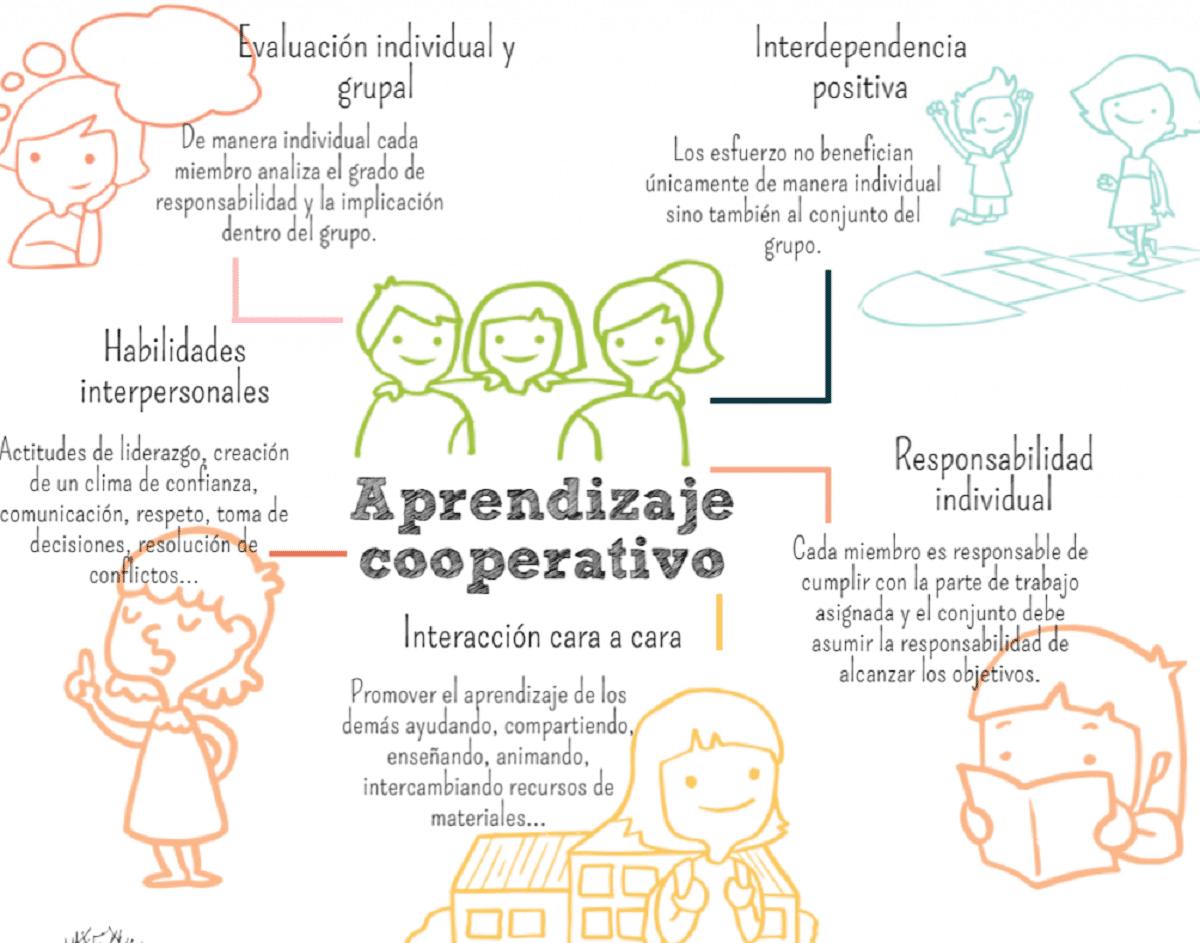 Evaluación individual y
grupal
De manera individual cada
miembro analiza el grado de
responsabilidad y la implicación
dentro del grupo.
Interdependencia
positiva
Los esfuerzo no benefician
únicamente de manera individual
sino también al conjunto del
grupo.
Habilidades
interpersonales
Actitudes de liderazgo, creación
de un clima de confianza,
comunicación, respeto, toma de
decisiones, resolución de
conflictos...
Aprendizaje
cooperativo
Responsabilidad
individual
Cada miembro es responsable de
cumplir con la parte de trabajo
asignada y el conjunto debe
asumir la responsabilidad de
alcanzar los objetivos.
Interacción cara a cara
Promover el aprendizaje de los
demás ayudando, compartiendo,
enseñando, animando,
intercambiando recursos de
materiales...